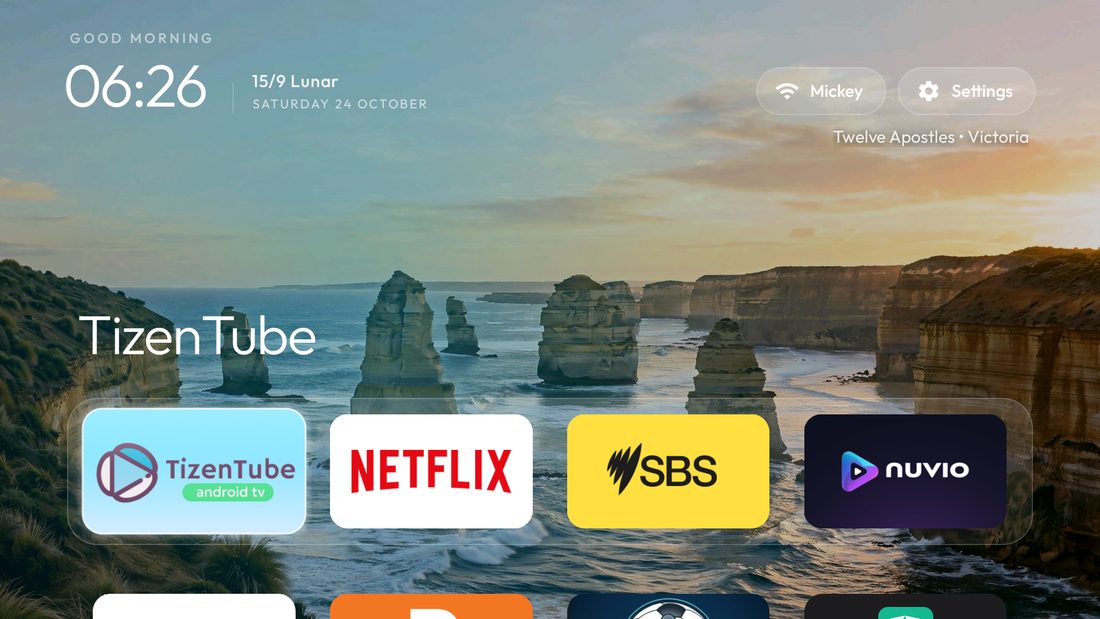 GOOD MORNING
06:26
15/9 Lunar
SATURDAY 24 OCTOBER
Mickey
Settings
Twelve Apostles • Victoria
TizenTube
TizenTube
android tv
NETFLIX
SBS
nuvio